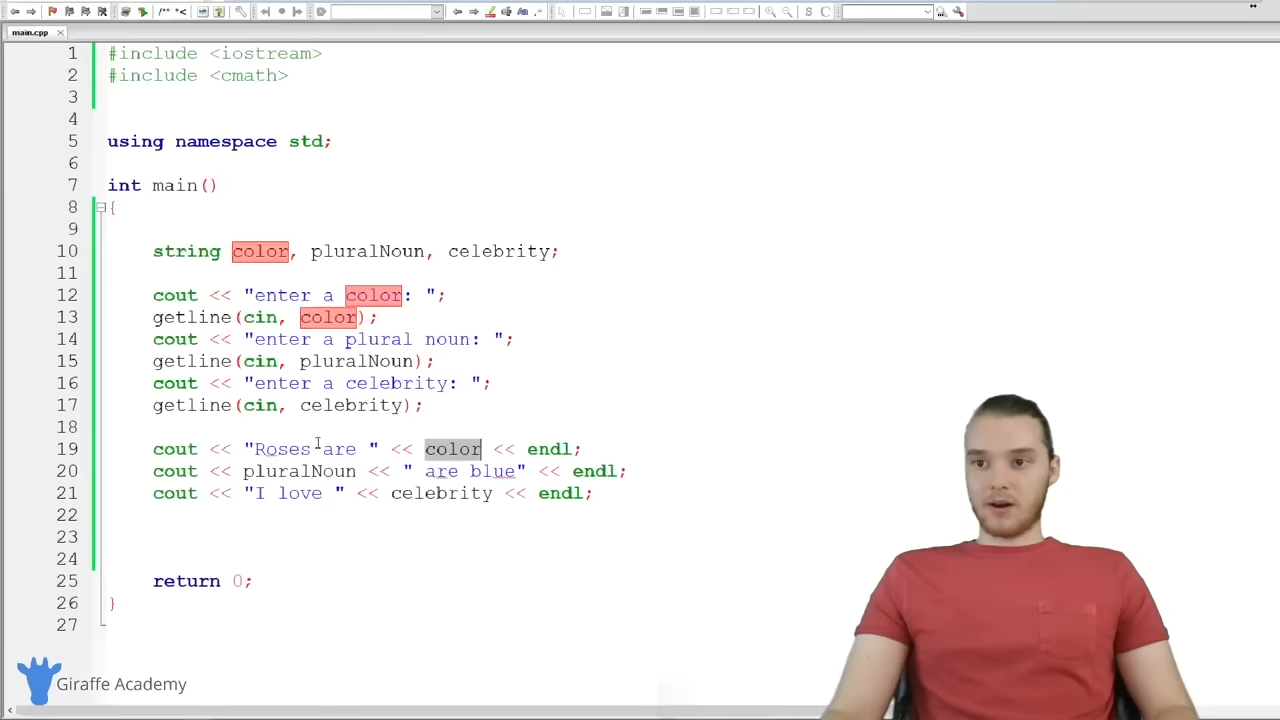 main.cpp
1 #include <iostream>
2 #include <cmath>
3
4
5 using namespace std;
6
7 int main()
8 {
9
10 string color, pluralNoun, celebrity;
11
12 cout << "enter a color: ";
13 getline(cin, color);
14 cout << "enter a plural noun: ";
15 getline(cin, pluralNoun);
16 cout << "enter a celebrity: ";
17 getline(cin, celebrity);
18
19 cout << "Roses are " << color << endl;
20 cout << pluralNoun << " are blue" << endl;
21 cout << "I love " << celebrity << endl;
22
23
24
25 return 0;
26 }
27
Giraffe Academy